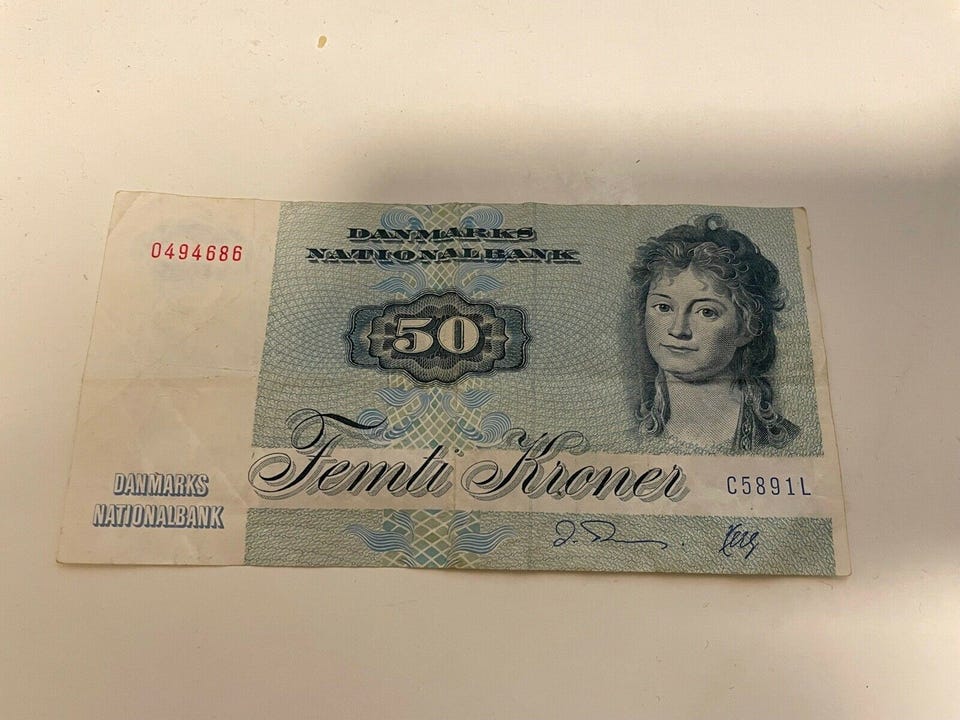 0494686
DANMARKS
NATIONALBANK
50
Femti Kroner
C5891L
DANMARKS
NATIONALBANK